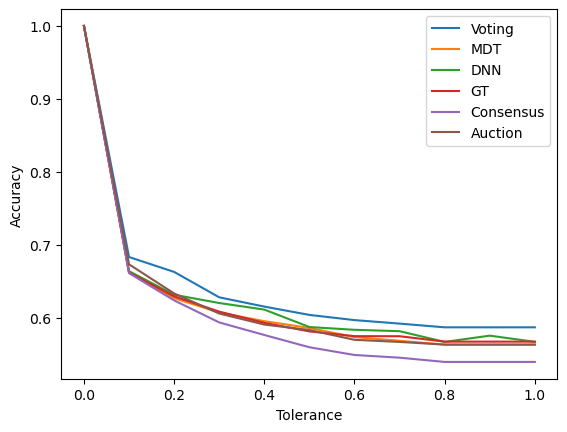 1.0
0.9
0.8
0.7
0.6
Accuracy
Voting
MDT
DNN
GT
Consensus
Auction
0.0
0.2
0.4
0.6
0.8
1.0
Tolerance